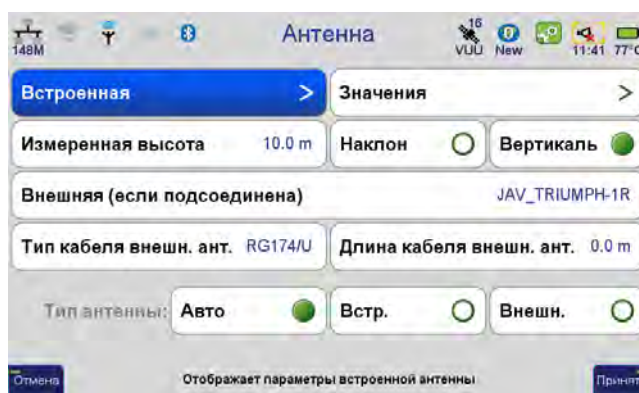 Антенна
16
148M
VUU
New
11:41 77°C
Встроенная >
Значения >
Измеренная высота 10.0 m
Наклон
Вертикаль
Внешняя (если подсоединена) JAV_TRIUMPH-1R
Тип кабеля внешн. ант. RG174/U
Длина кабеля внешн. ант. 0.0 m
Тип антенны:
Авто
Встр.
Внешн.
Отмена
Отображает параметры встроенной антенны
Принят